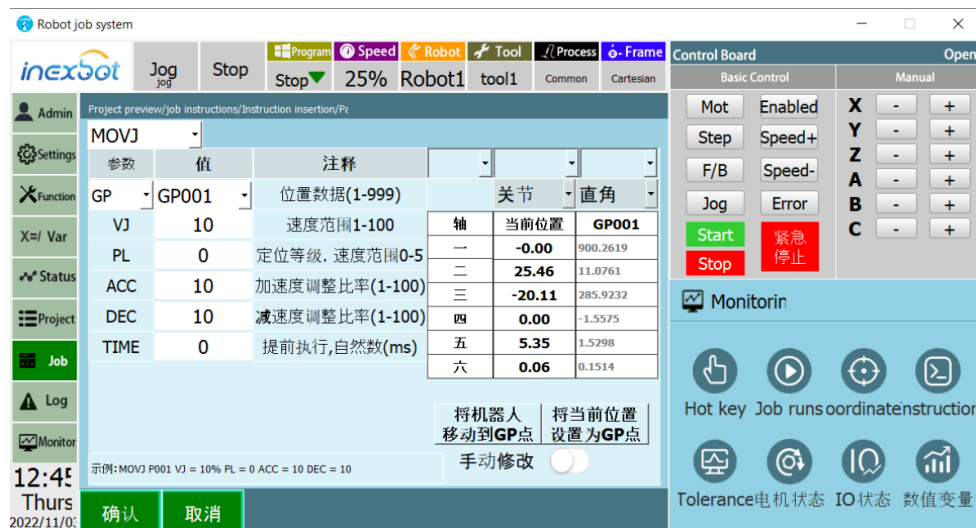 Robot job system
inexbot
Jog
jog
Stop
Program
Stop
Speed
25%
Robot
Robot1
Tool
tool1
Process
Common
Frame
Cartesian
Control Board
Open
Basic Control
Manual
Admin
Settings
Function
X=/ Var
Status
Project
Job
Log
Monitor
12:45
Thurs
2022/11/03
Project preview/job instructions/Instruction insertion/Pa
MOVJ
参数 值 注释
GP GP001 位置数据(1-999)
VJ 10 速度范围1-100
PL 0 定位等级, 速度范围0-5
ACC 10 加速度调整比率(1-100)
DEC 10 减速度调整比率(1-100)
TIME 0 提前执行,自然数(ms)
关节 直角
轴 当前位置 GP001
一 -0.00 900.2619
二 25.46 11.0761
三 -20.11 285.9232
四 0.00 -1.5575
五 5.35 1.5298
六 0.06 0.1514
将机器人
移动到GP点
将当前位置
设置为GP点
手动修改
示例: MOVJ P001 VJ = 10% PL = 0 ACC = 10 DEC = 10
确认 取消
Mot Enabled
Step Speed+
F/B Speed-
Jog Error
Start
Stop
紧急
停止
X - +
Y - +
Z - +
A - +
B - +
C - +
Monitorin
Hot key Job runs oordinate nstruction
Tolerance 电机状态 IO状态 数值变量